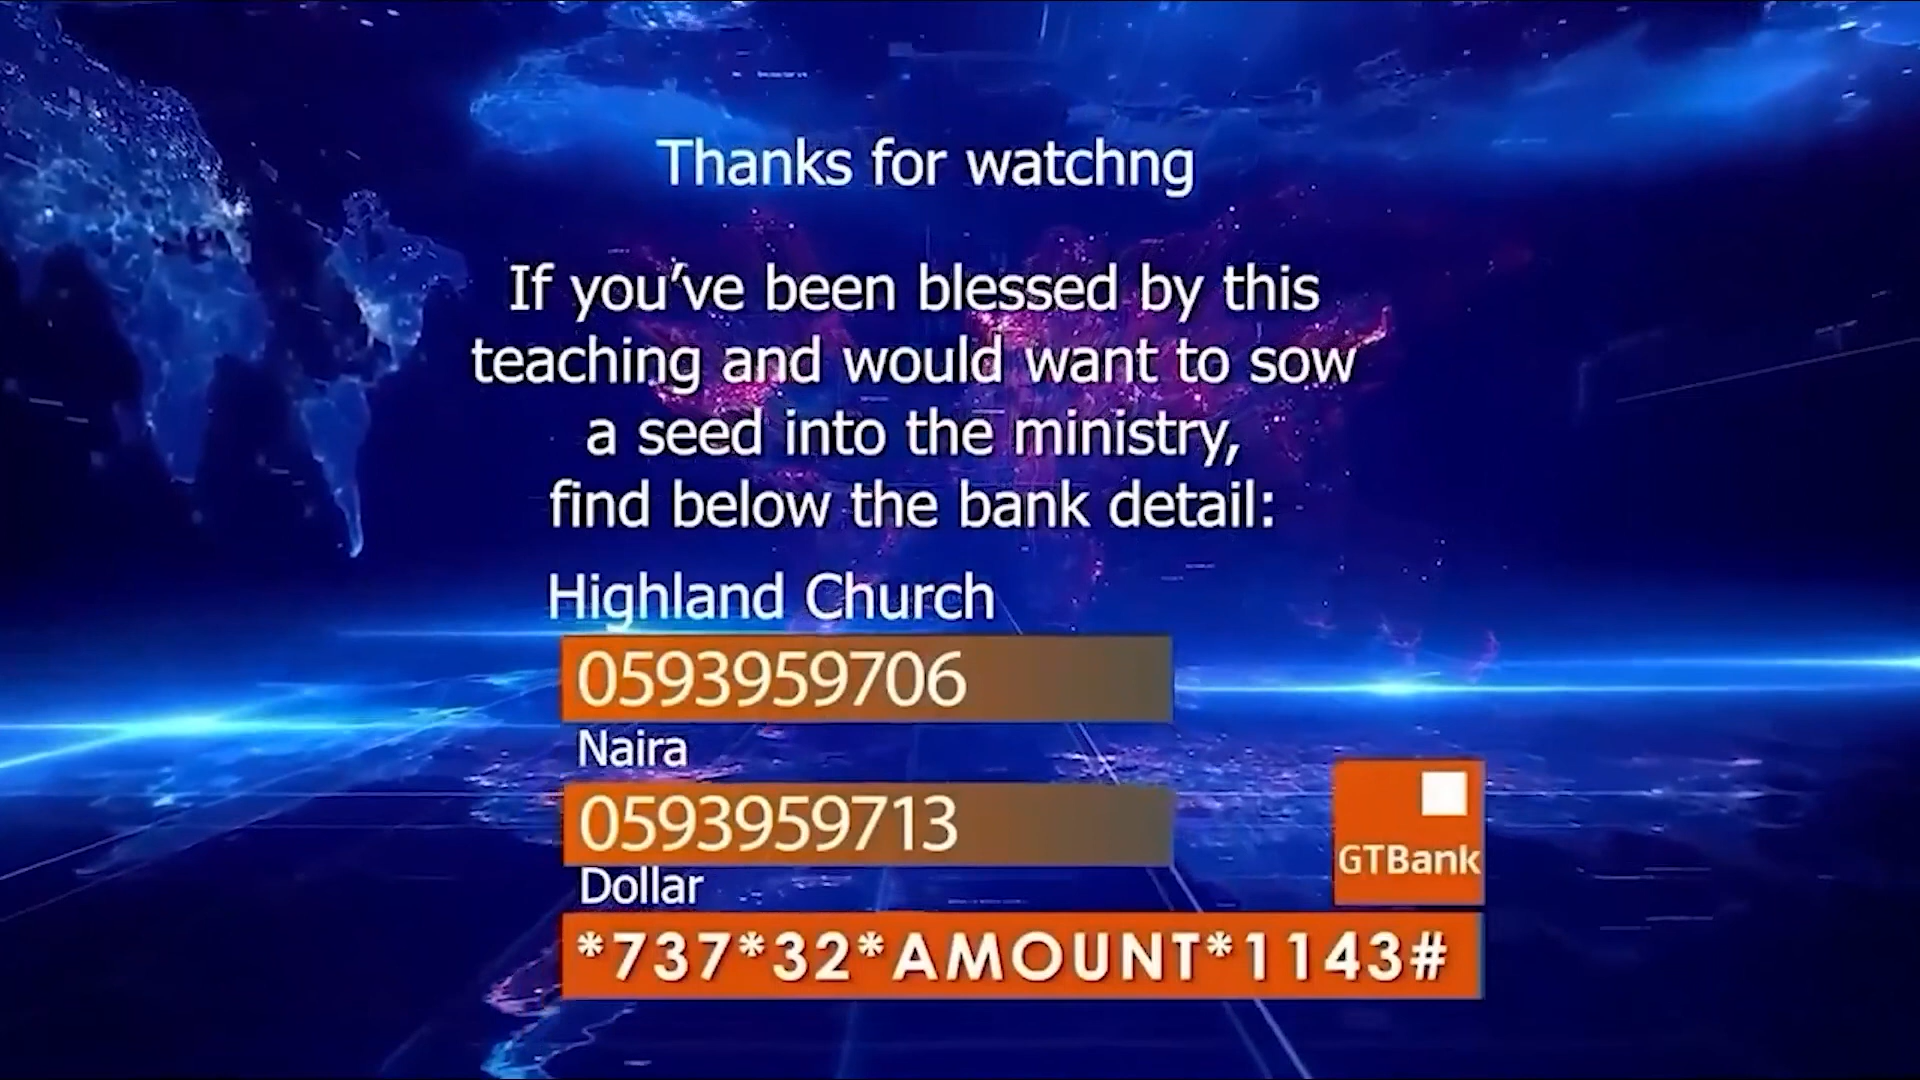 Thanks for watchng
If you’ve been blessed by this
teaching and would want to sow
a seed into the ministry,
find below the bank detail:
Highland Church
0593959706
Naira
0593959713
Dollar
GTBank
*737*32*AMOUNT*1143#